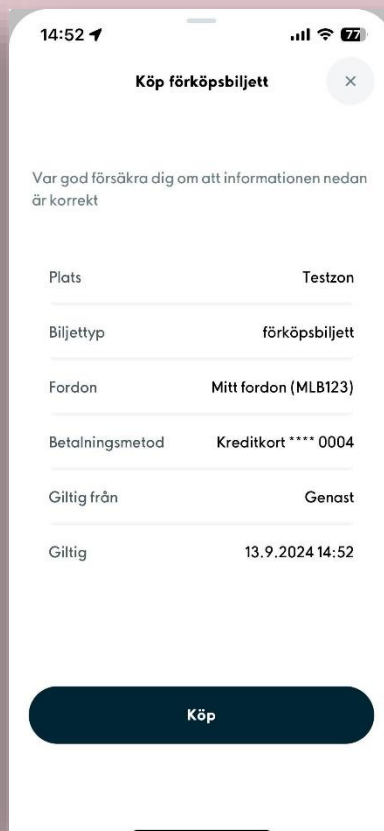 14:52
77
Köp förköpsbiljett
Var god försäkra dig om att informationen nedan
är korrekt
Plats Testzon
Biljettyp förköpsbiljett
Fordon Mitt fordon (MLB123)
Betalningsmetod Kreditkort **** 0004
Giltig från Genast
Giltig 13.9.2024 14:52
Köp